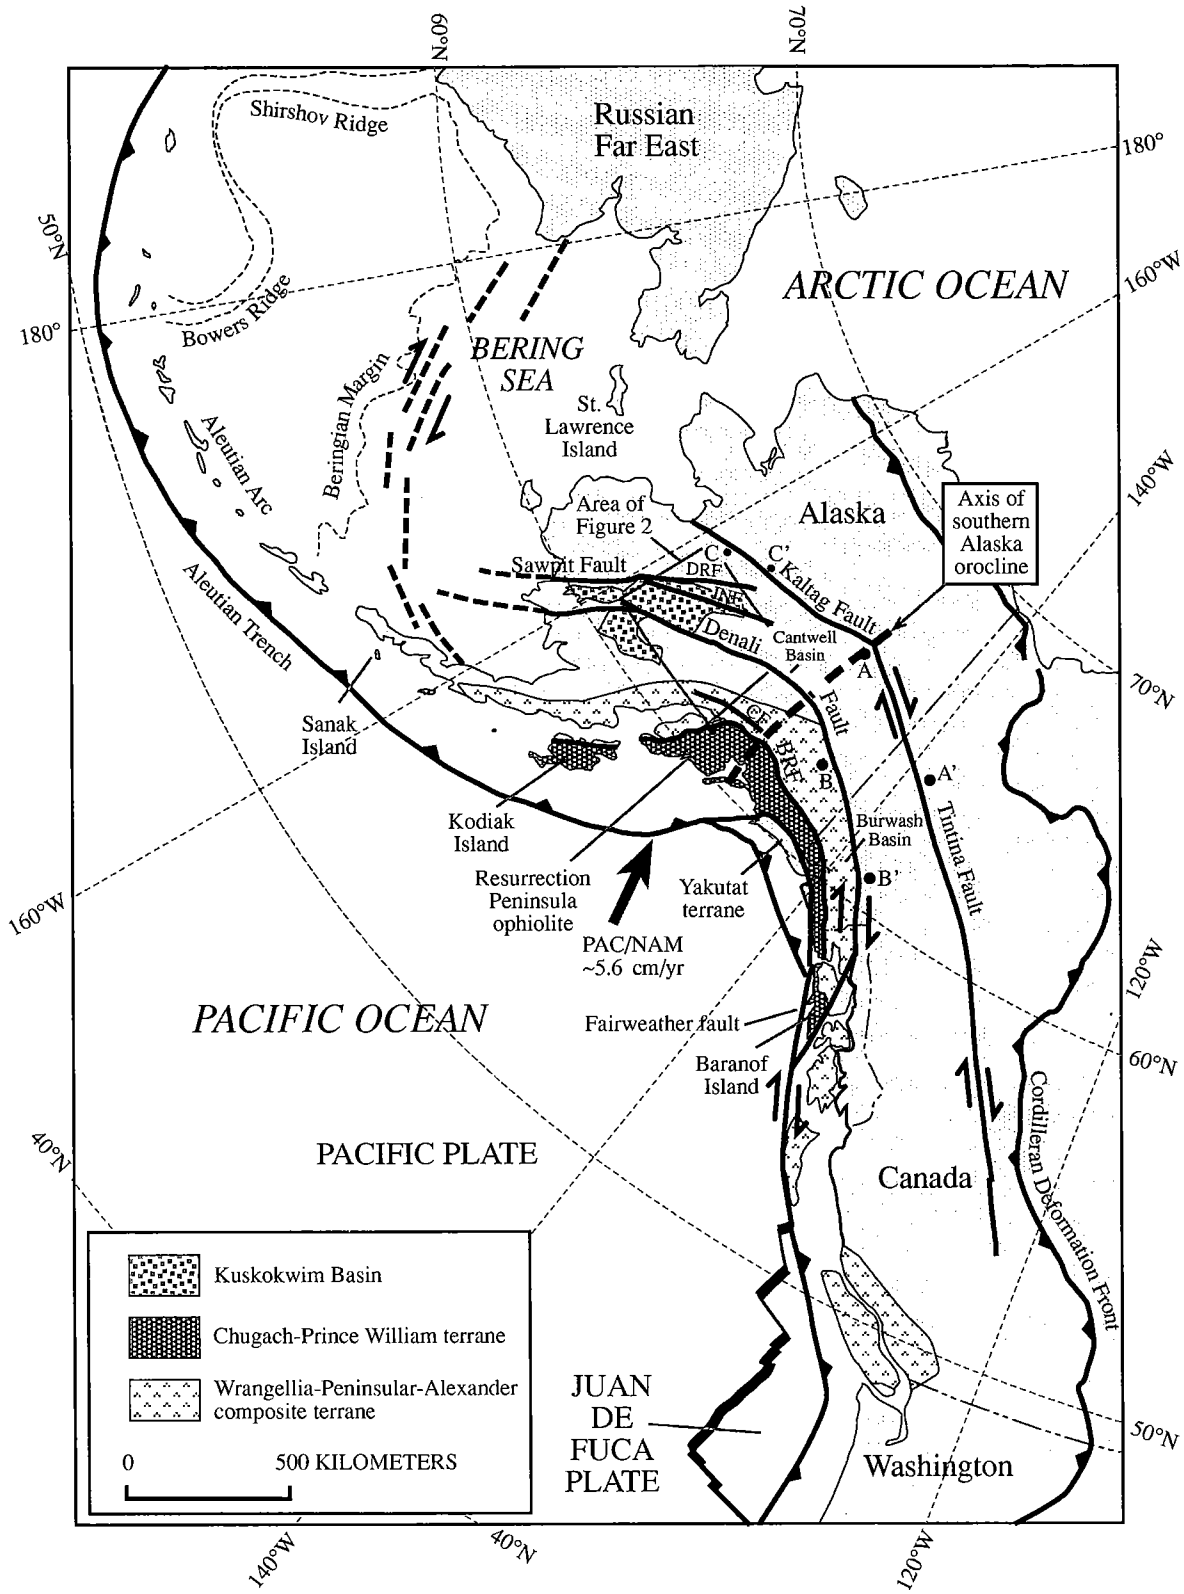 60°N
70°N
Shirshov Ridge
Russian
Far East
180°
50°N
160°W
ARCTIC OCEAN
Bowers Ridge
180°
BERING
SEA
Beringian Margin
St.
Lawrence
Island
Aleutian Arc
140°W
Axis of
southern
Alaska
orocline
Area of
Figure 2
Alaska
C
C'
Sawpit Fault
DRF
Kaltag Fault
INF
Aleutian Trench
Denali
Fault
Cantwell
Basin
A
70°N
Sanak
Island
CF
BRF
B
A'
Kodiak
Island
Burwash
Basin
Tintina Fault
Resurrection
Peninsula
ophiolite
Yakutat
terrane
B'
160°W
PAC/NAM
~5.6 cm/yr
120°W
PACIFIC OCEAN
Fairweather fault
Baranof
Island
60°N
Cordilleran Deformation Front
40°N
PACIFIC PLATE
Canada
Kuskokwim Basin
Chugach-Prince William terrane
Wrangellia-Peninsular-Alexander
composite terrane
0
500 KILOMETERS
JUAN
DE
FUCA
PLATE
50°N
Washington
140°W
40°N
120°W